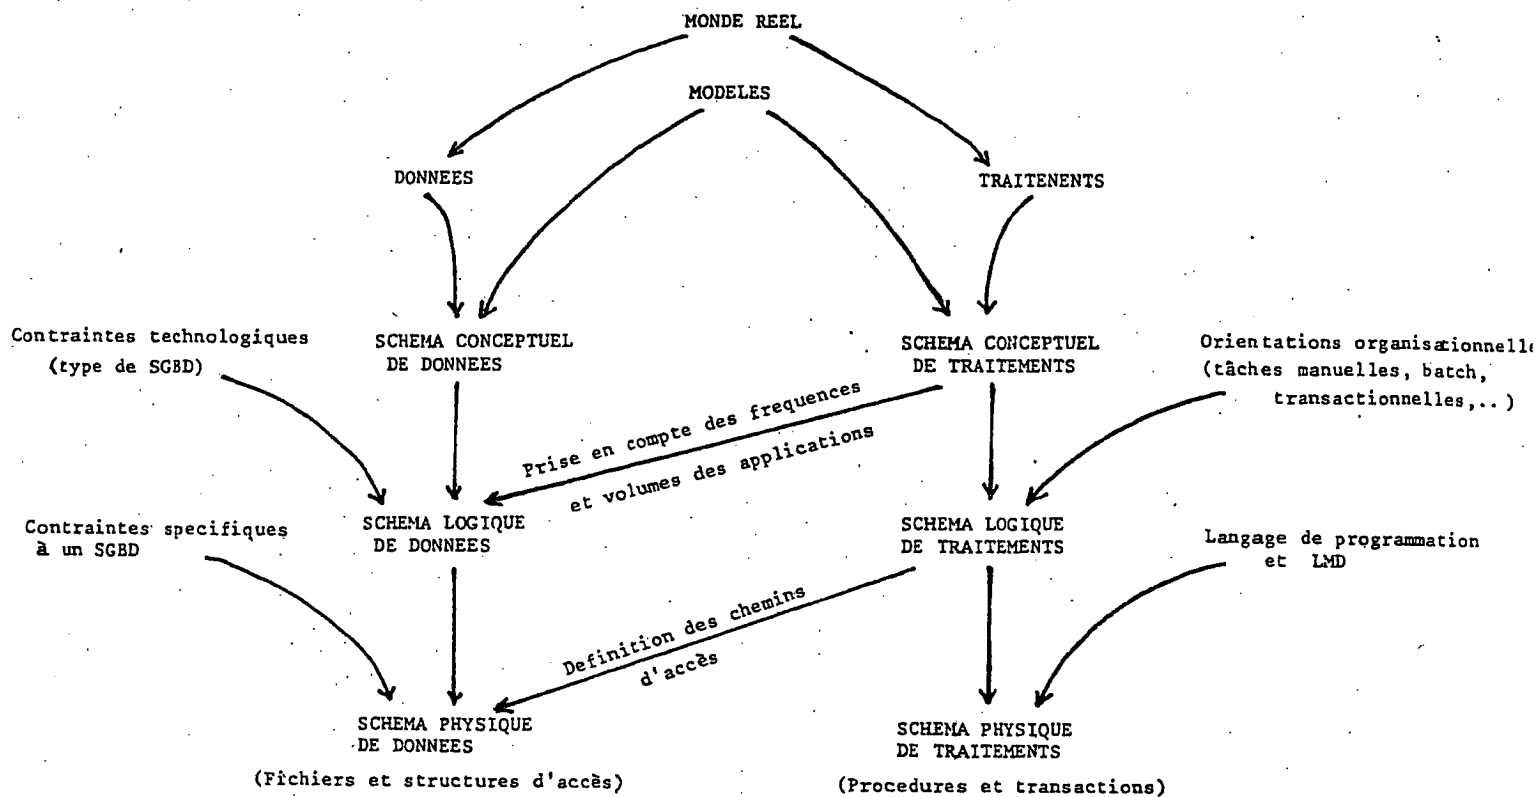 MONDE REEL
MODELES
DONNEES
TRAITENENTS
Contraintes technologiques
(type de SGBD)
SCHEMA CONCEPTUEL
DE DONNEES
SCHEMA CONCEPTUEL
DE TRAITEMENTS
Orientations organisationnelle
(tâches manuelles, batch,
transactionnelles,..)
Prise en compte des frequences
et volumes des applications
Contraintes specifiques
à un SGBD
SCHEMA LOGIQUE
DE DONNEES
SCHEMA LOGIQUE
DE TRAITEMENTS
Langage de programmation
et LMD
Definition des chemins
d'accès
SCHEMA PHYSIQUE
DE DONNEES
(Fichiers et structures d'accès)
SCHEMA PHYSIQUE
DE TRAITEMENTS
(Procedures et transactions)